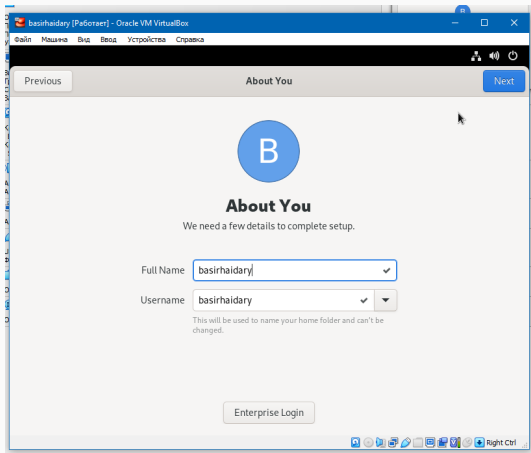 basirhaidary [Работает] - Oracle VM VirtualBox
Файл Машина Вид Ввод Устройства Справка
Previous
About You
Next
B
About You
We need a few details to complete setup.
Full Name basirhaidary
Username basirhaidary
This will be used to name your home folder and can't be
changed.
Enterprise Login
Right Ctrl